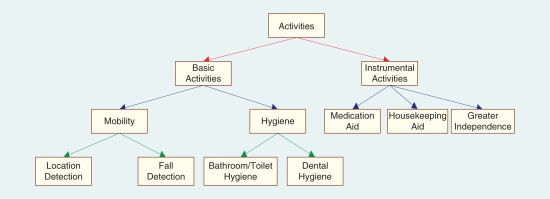 Activities
Basic
Activities
Instrumental
Activities
Mobility
Hygiene
Medication
Aid
Housekeeping
Aid
Greater
Independence
Location
Detection
Fall
Detection
Bathroom/Toilet
Hygiene
Dental
Hygiene